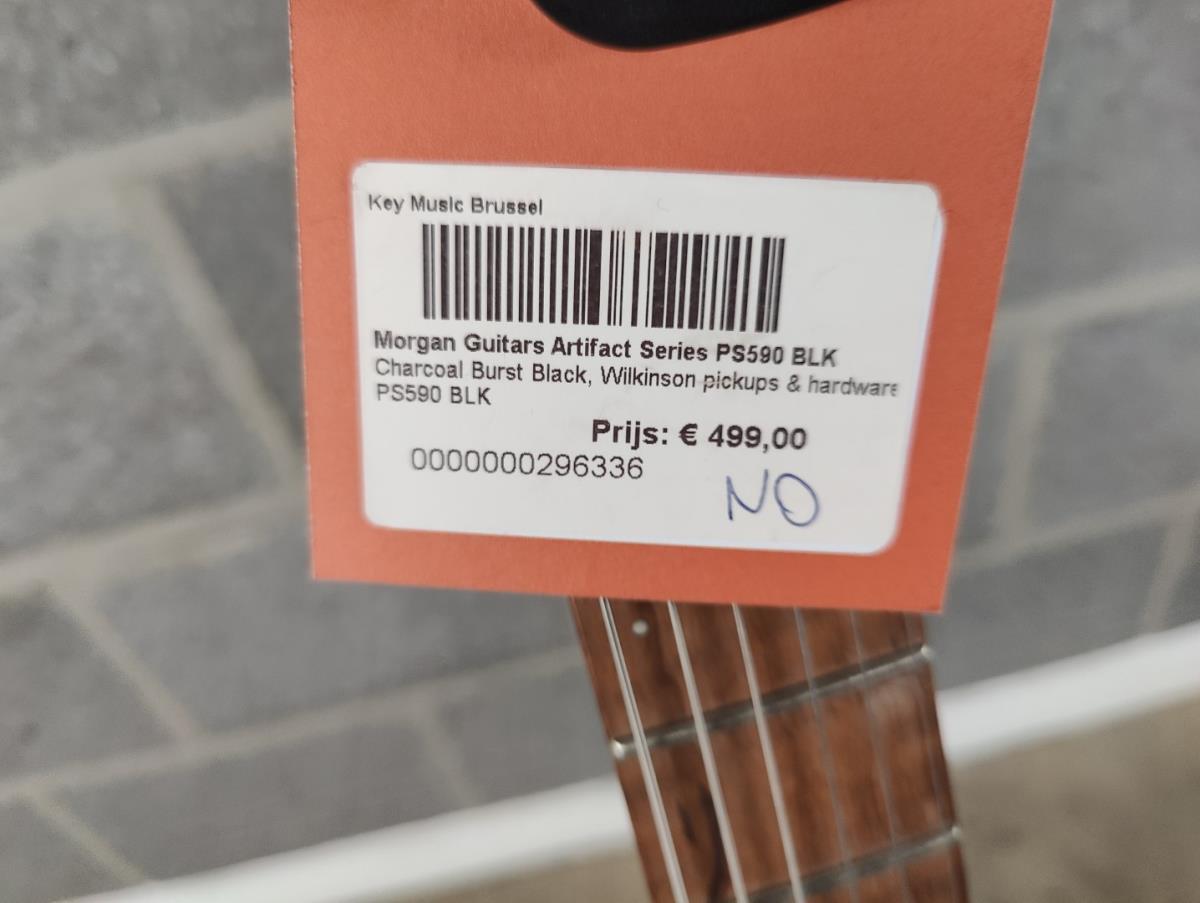 Key Music Brussel
Morgan Guitars Artifact Series PS590 BLK
Charcoal Burst Black, Wilkinson pickups & hardware
PS590 BLK
Prijs: € 499,00
0000000296336
NO